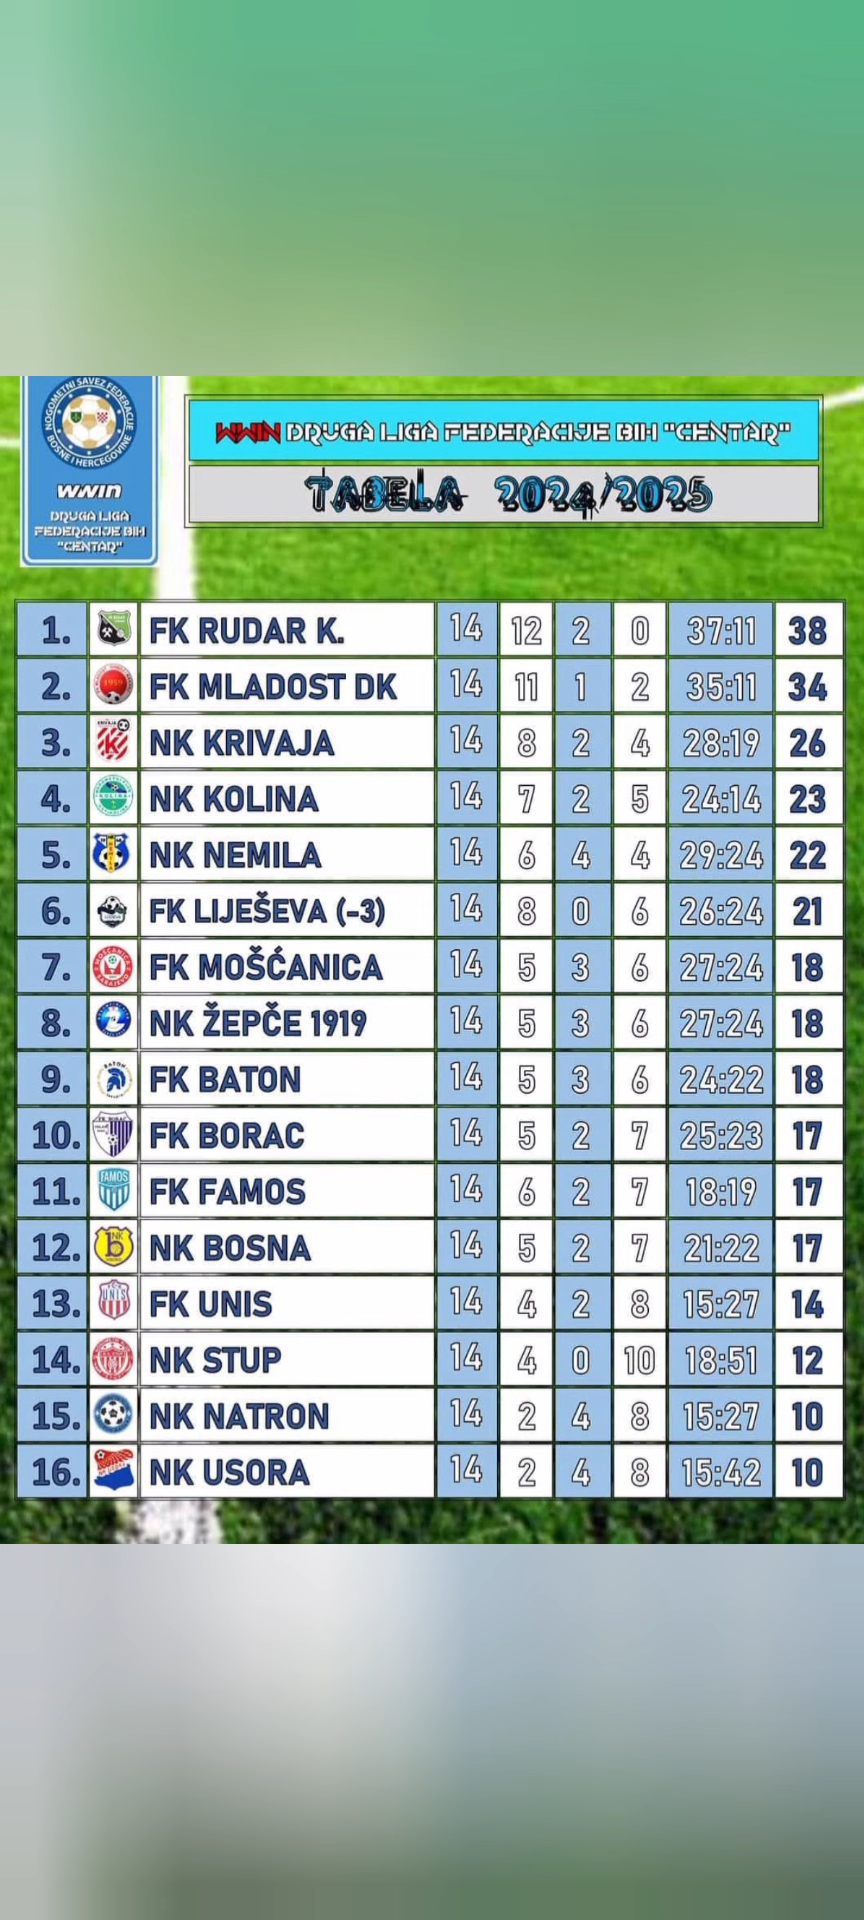 NOGOMETNI SAVEZ FEDERACIJE
BOSNE I HERCEGOVINE
wwin
DRUGA LIGA
FEDERACIJE BIH
"CENTAR"
WWIN DRUGA LIGA FEDERACIJE BIH "CENTAR"
TABELA 2024/2025
1. FK RUDAR K. 14 12 2 0 37:11 38
2. FK MLADOST DK 14 11 1 2 35:11 34
3. NK KRIVAJA 14 8 2 4 28:19 26
4. NK KOLINA 14 7 2 5 24:14 23
5. NK NEMILA 14 6 4 4 29:24 22
6. FK LIJEŠEVA (-3) 14 8 0 6 26:24 21
7. FK MOŠĆANICA 14 5 3 6 27:24 18
8. NK ŽEPČE 1919 14 5 3 6 27:24 18
9. BATON FK BATON 14 5 3 6 24:22 18
10. FK BORAC 14 5 2 7 25:23 17
11. FAMOS FK FAMOS 14 6 2 7 18:19 17
12. NK b NK BOSNA 14 5 2 7 21:22 17
13. UNIS FK UNIS 14 4 2 8 15:27 14
14. NK STUP 14 4 0 10 18:51 12
15. NK NATRON 14 2 4 8 15:27 10
16. NK USORA 14 2 4 8 15:42 10